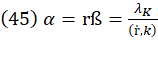 (45) α = rß = λ_K / (ṙ,k)